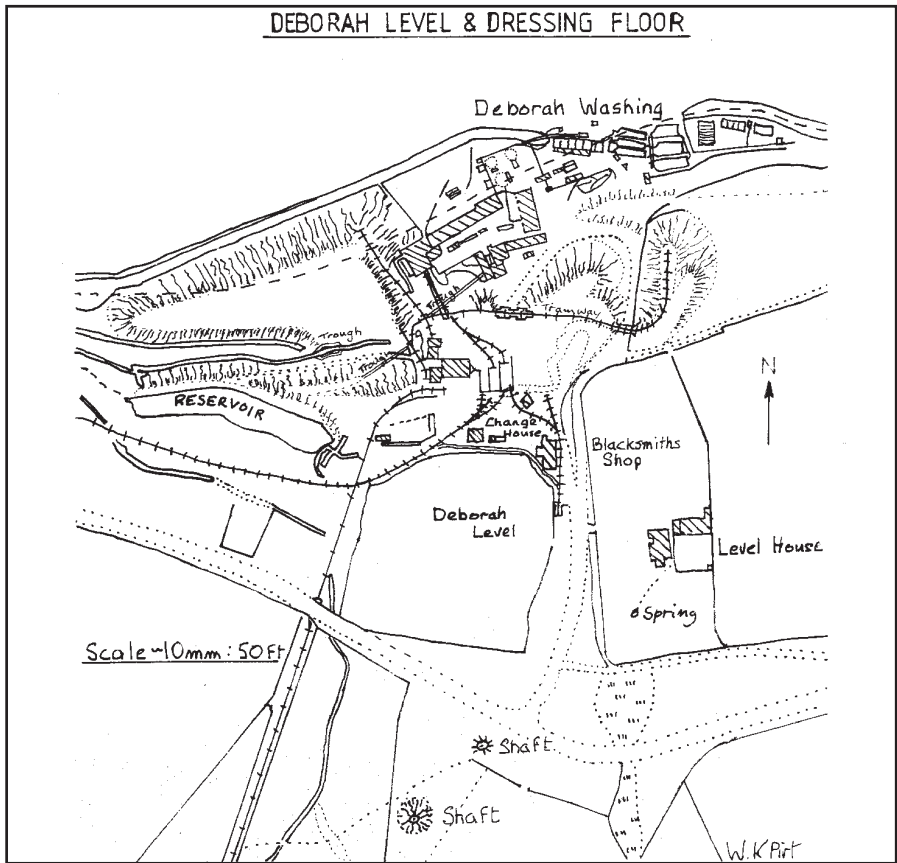 DEBORAH LEVEL & DRESSING FLOOR
Deborah Washing
Trough
Tramway
Trough
Trough
RESERVOIR
Change
House
Blacksmiths
Shop
N
Deborah
Level
Level House
Spring
Scale ~10mm : 50Ft
Shaft
Shaft
W.K Pirt